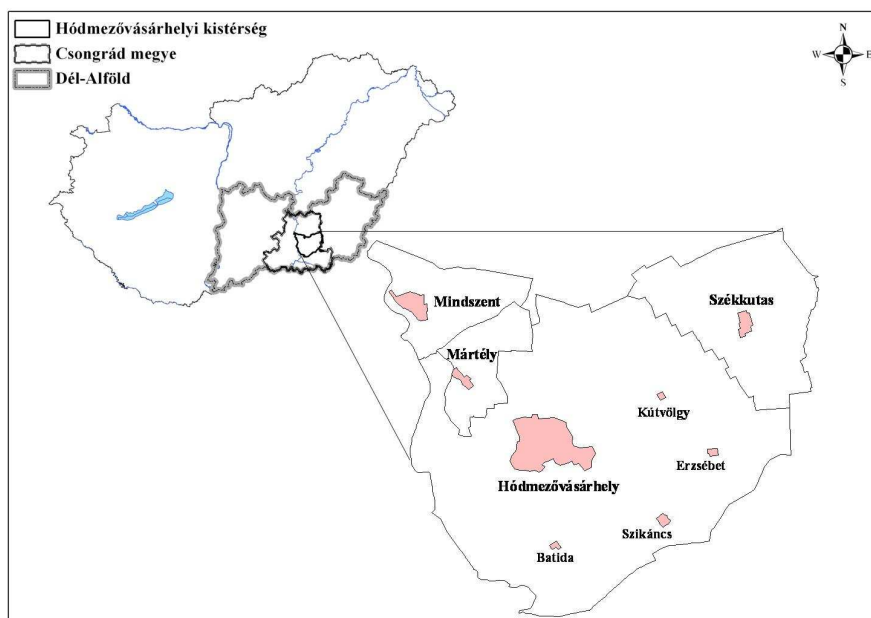 Hódmezővásárhelyi kistérség
Csongrád megye
Dél-Alföld
N
W E
S
Mindszent
Székkutas
Mártély
Kútvölgy
Erzsébet
Hódmezővásárhely
Szikáncs
Batida